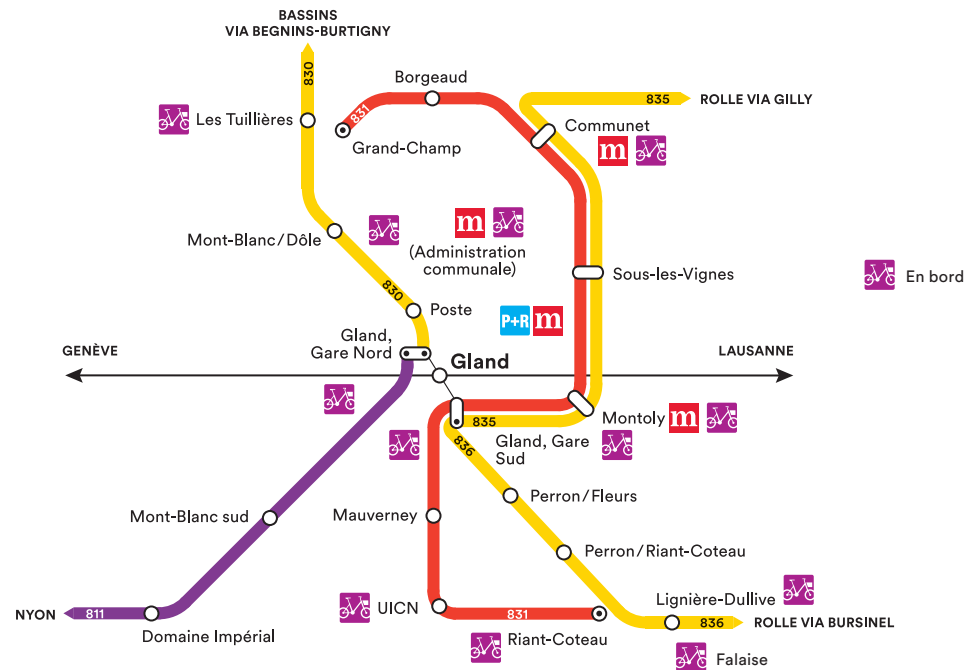 BASSINS
VIA BEGNINS-BURTIGNY
830
Borgeaud
831
835
ROLLE VIA GILLY
Les Tuillières
Grand-Champ
Communet
m
Mont-Blanc/Dôle
m
(Administration
communale)
Sous-les-Vignes
En bord
830
Poste
P+R m
Gland,
Gare Nord
GENÈVE
Gland
LAUSANNE
835
Montoly m
836
Gland, Gare
Sud
Perron/Fleurs
Mont-Blanc sud
Mauverney
Perron/Riant-Coteau
NYON
811
Domaine Impérial
UICN
831
Riant-Coteau
Lignière-Dullive
836
ROLLE VIA BURSINEL
Falaise